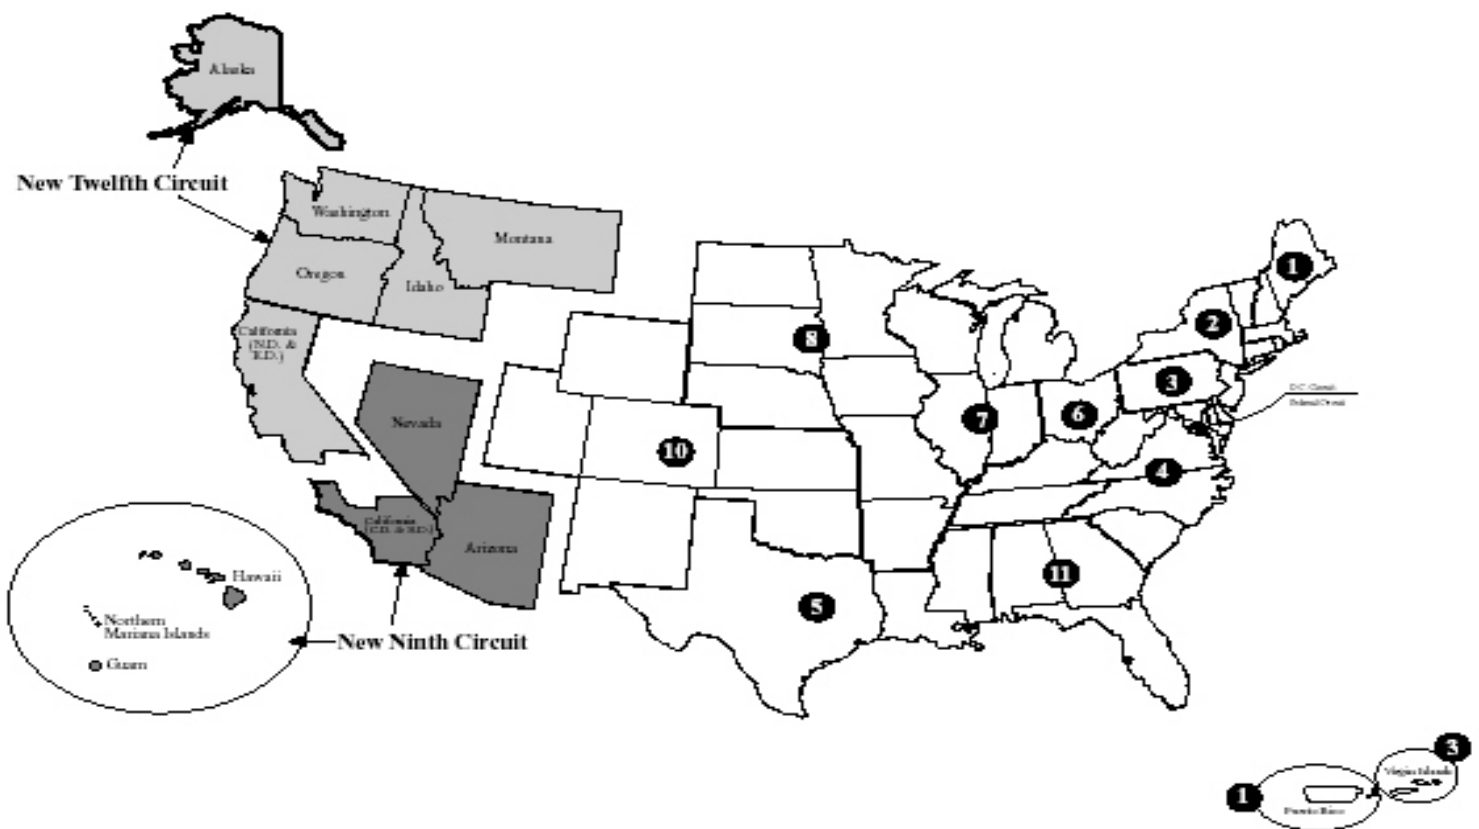 Alaska
New Twelfth Circuit
Washington
Montana
Oregon
Idaho
California
(N.D. &
E.D.)
1
2
8
3
D.C. Circuit
Federal Circuit
Nevada
7
6
10
4
California
(C.D. & S.D.)
Arizona
Hawaii
11
5
Northern
Mariana Islands
New Ninth Circuit
Guam
3
Virgin Islands
1
Puerto Rico